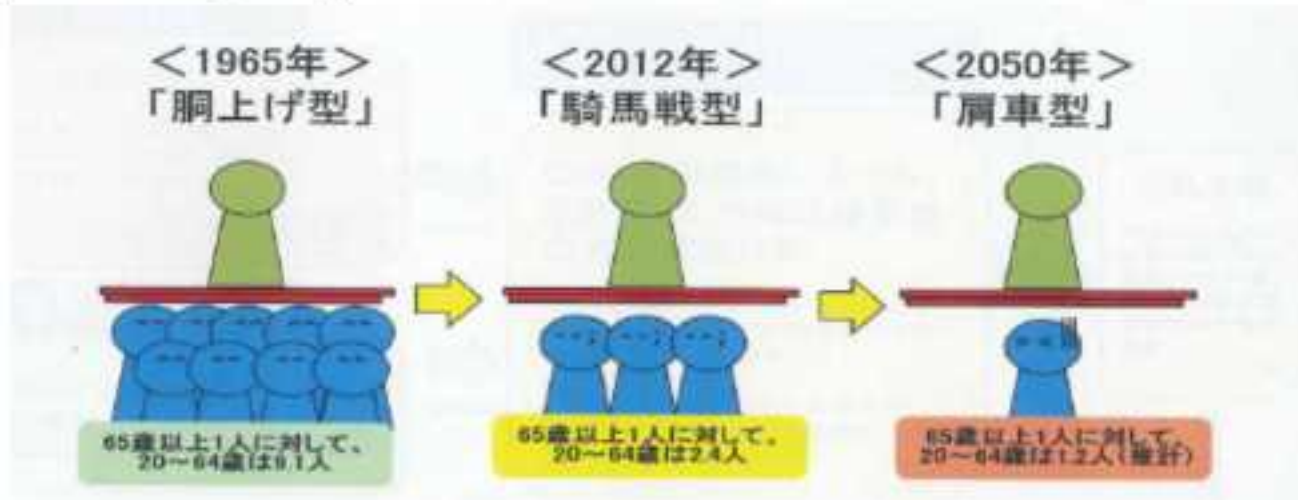 <1965年>
「胴上げ型」
65歳以上1人に対して、
20~64歳は9.1人
<2012年>
「騎馬戦型」
65歳以上1人に対して、
20~64歳は2.4人
<2050年>
「肩車型」
65歳以上1人に対して、
20~64歳は1.2人(推計)